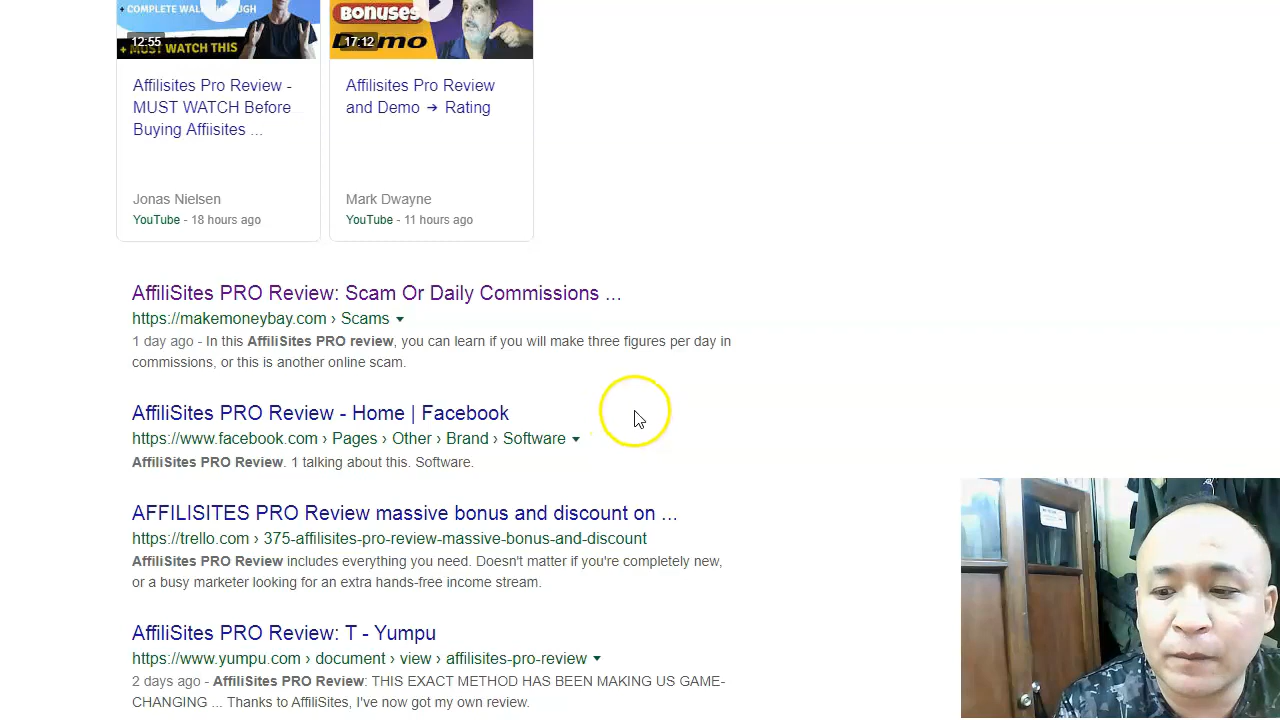 + COMPLETE WALKTHROUGH
12:55
+ MUST WATCH THIS
BONUSES
17:12
Demo
Affilisites Pro Review -
MUST WATCH Before
Buying Affiisites ...
Affilisites Pro Review
and Demo → Rating
Jonas Nielsen
YouTube - 18 hours ago
Mark Dwayne
YouTube - 11 hours ago
AffiliSites PRO Review: Scam Or Daily Commissions ...
https://makemoneybay.com › Scams
1 day ago - In this AffiliSites PRO review, you can learn if you will make three figures per day in
commissions, or this is another online scam.
AffiliSites PRO Review - Home | Facebook
https://www.facebook.com › Pages › Other › Brand › Software
AffiliSites PRO Review. 1 talking about this. Software.
AFFILISITES PRO Review massive bonus and discount on ...
https://trello.com › 375-affilisites-pro-review-massive-bonus-and-discount
AffiliSites PRO Review includes everything you need. Doesn't matter if you're completely new,
or a busy marketer looking for an extra hands-free income stream.
AffiliSites PRO Review: T - Yumpu
https://www.yumpu.com › document › view › affilisites-pro-review
2 days ago - AffiliSites PRO Review: THIS EXACT METHOD HAS BEEN MAKING US GAME-
CHANGING ... Thanks to AffiliSites, I've now got my own review.